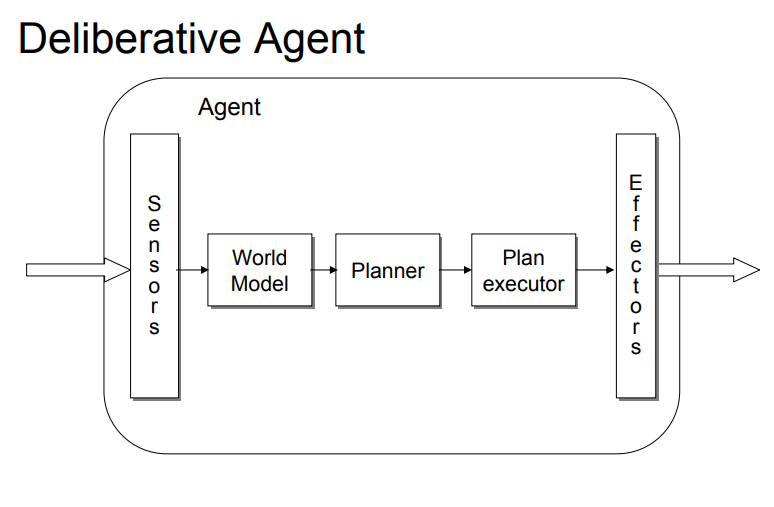 Deliberative Agent
Agent
Sensors
World
Model
Planner
Plan
executor
Effectors